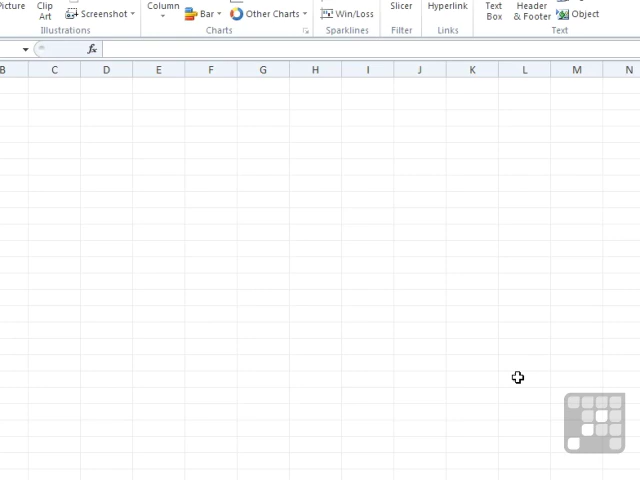 Picture Clip Art Screenshot Column Bar Other Charts Win/Loss Slicer Hyperlink Text Box Header & Footer Object
Illustrations Charts Sparklines Filter Links Text
fx
B C D E F G H I J K L M N